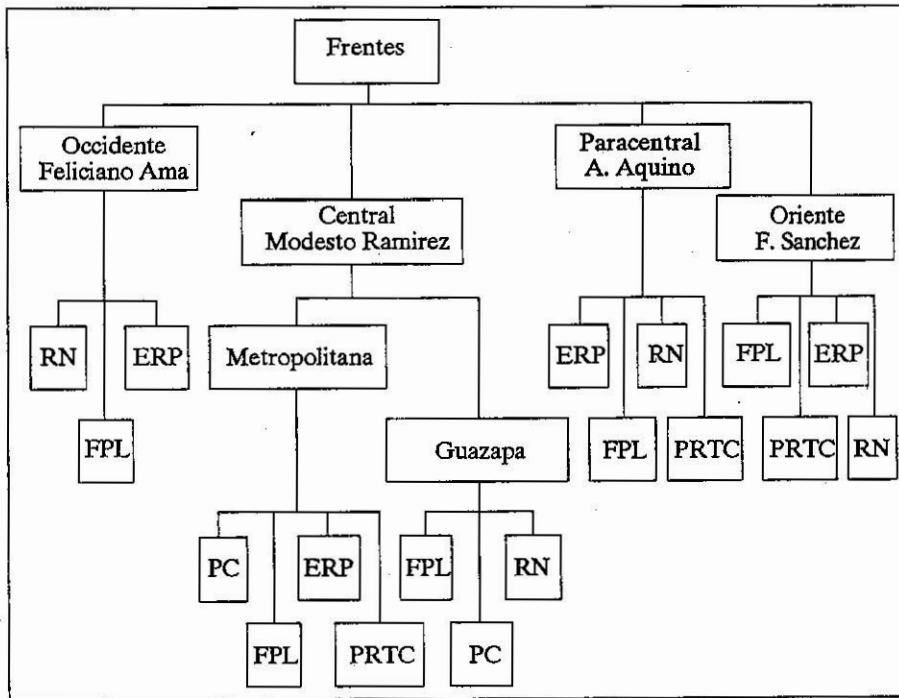 Frentes
Occidente
Feliciano Ama
Paracentral
A. Aquino
Central
Modesto Ramirez
Oriente
F. Sanchez
RN
ERP
FPL
Metropolitana
Guazapa
PC
ERP
FPL
PRTC
FPL
RN
PC
ERP
RN
FPL
PRTC
FPL
ERP
PRTC
RN